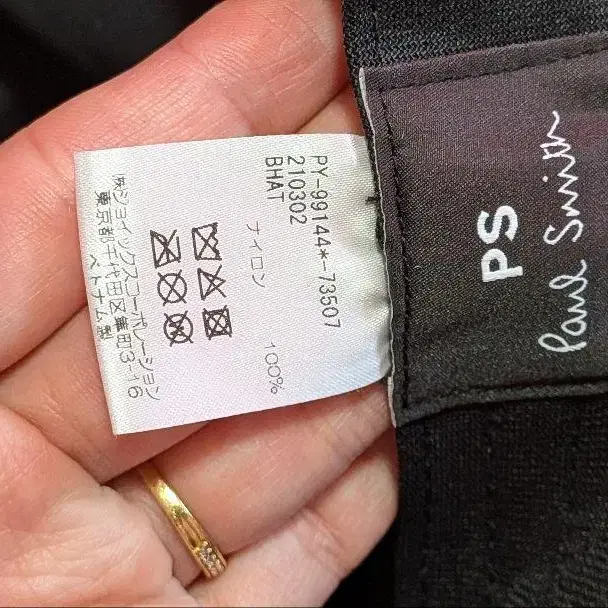 PY-99144*-73507
210302
BHAT
ナイロン 100%
㈱ジョイックスコーポレーション
東京都千代田区隼町3-16
ベトナム製
PS
Paul Smith